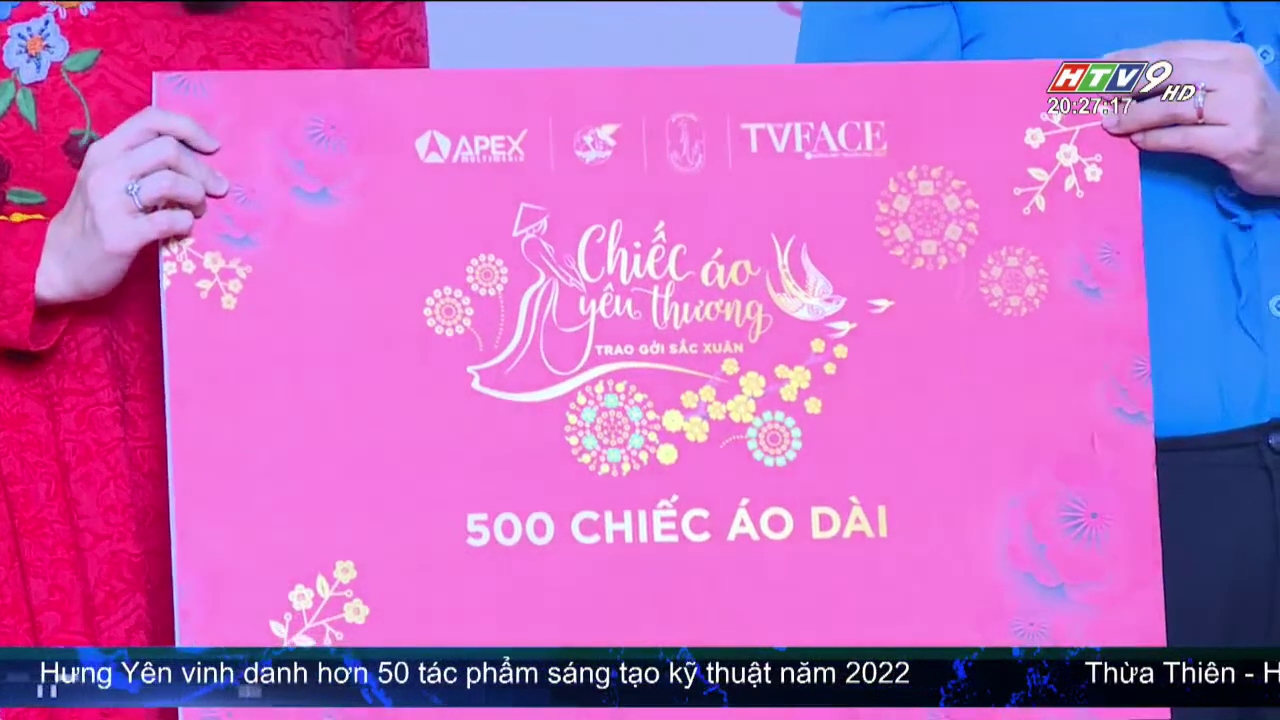 HTV9 HD
20:27:17
APEX
TVFACE
Chiếc áo
yêu thương
TRAO GỞI SẮC XUÂN
500 CHIẾC ÁO DÀI
Hưng Yên vinh danh hơn 50 tác phẩm sáng tạo kỹ thuật năm 2022
Thừa Thiên - H